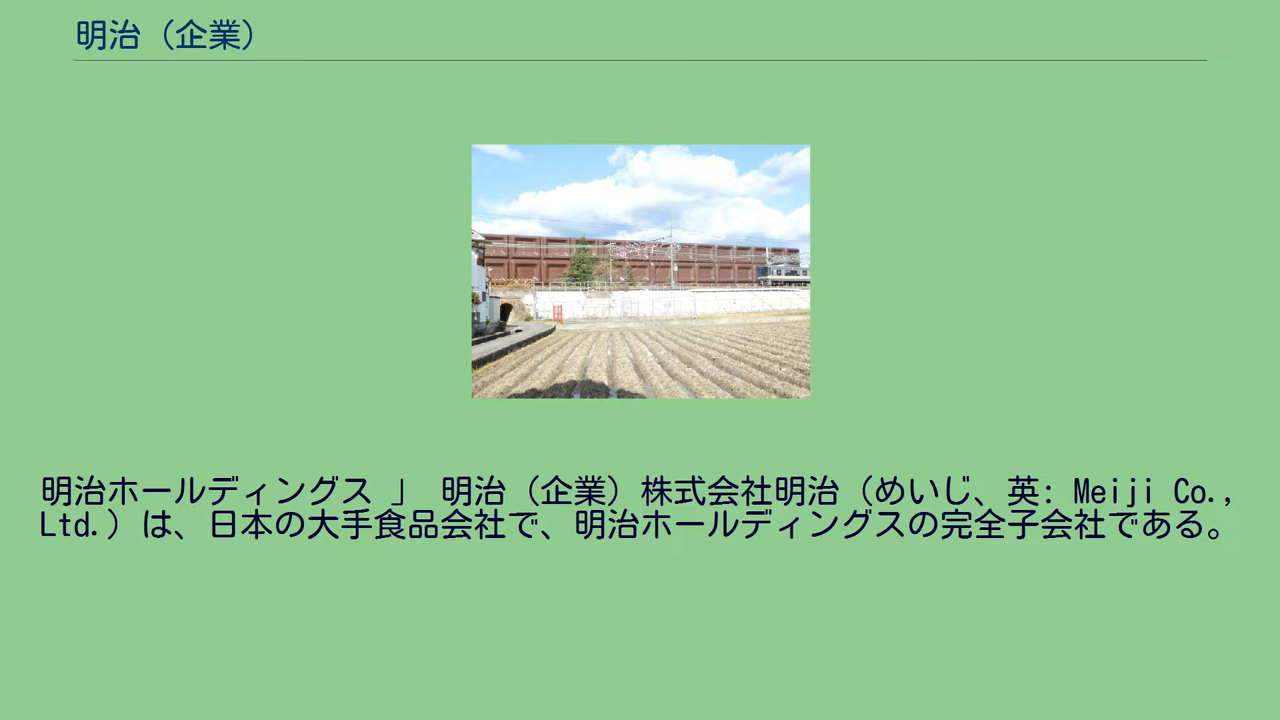 明治（企業）
明治ホールディングス 」 明治（企業）株式会社明治（めいじ、英: Meiji Co.,
Ltd.）は、日本の大手食品会社で、明治ホールディングスの完全子会社である。